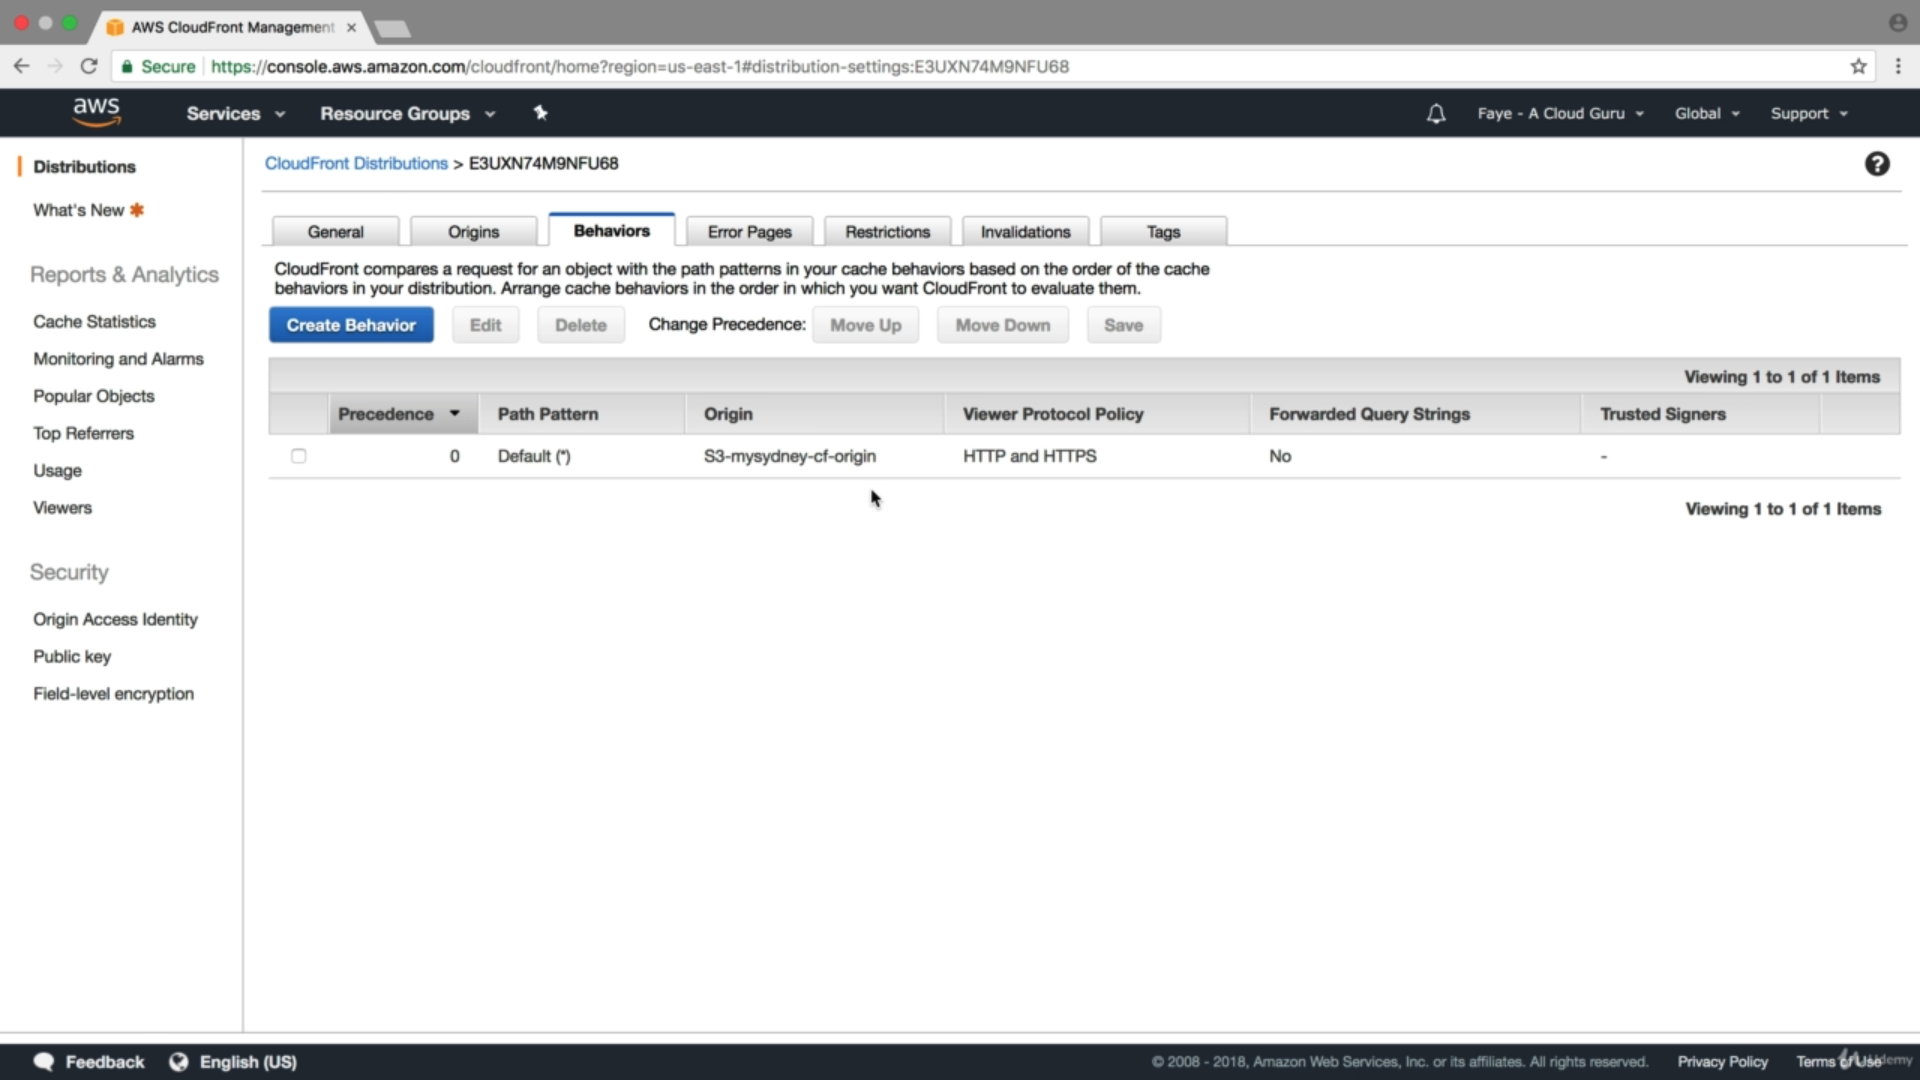 AWS CloudFront Management
Secure https://console.aws.amazon.com/cloudfront/home?region=us-east-1#distribution-settings:E3UXN74M9NFU68
aws Services Resource Groups Faye - A Cloud Guru Global Support
Distributions
What's New
Reports & Analytics
Cache Statistics
Monitoring and Alarms
Popular Objects
Top Referrers
Usage
Viewers
Security
Origin Access Identity
Public key
Field-level encryption
CloudFront Distributions > E3UXN74M9NFU68
?
General Origins Behaviors Error Pages Restrictions Invalidations Tags
CloudFront compares a request for an object with the path patterns in your cache behaviors based on the order of the cache
behaviors in your distribution. Arrange cache behaviors in the order in which you want CloudFront to evaluate them.
Create Behavior Edit Delete Change Precedence: Move Up Move Down Save
Viewing 1 to 1 of 1 Items
Precedence Path Pattern Origin Viewer Protocol Policy Forwarded Query Strings Trusted Signers
0 Default (*) S3-mysydney-cf-origin HTTP and HTTPS No -
Viewing 1 to 1 of 1 Items
Feedback English (US) © 2008 - 2018, Amazon Web Services, Inc. or its affiliates. All rights reserved. Privacy Policy Terms of Use
Udemy